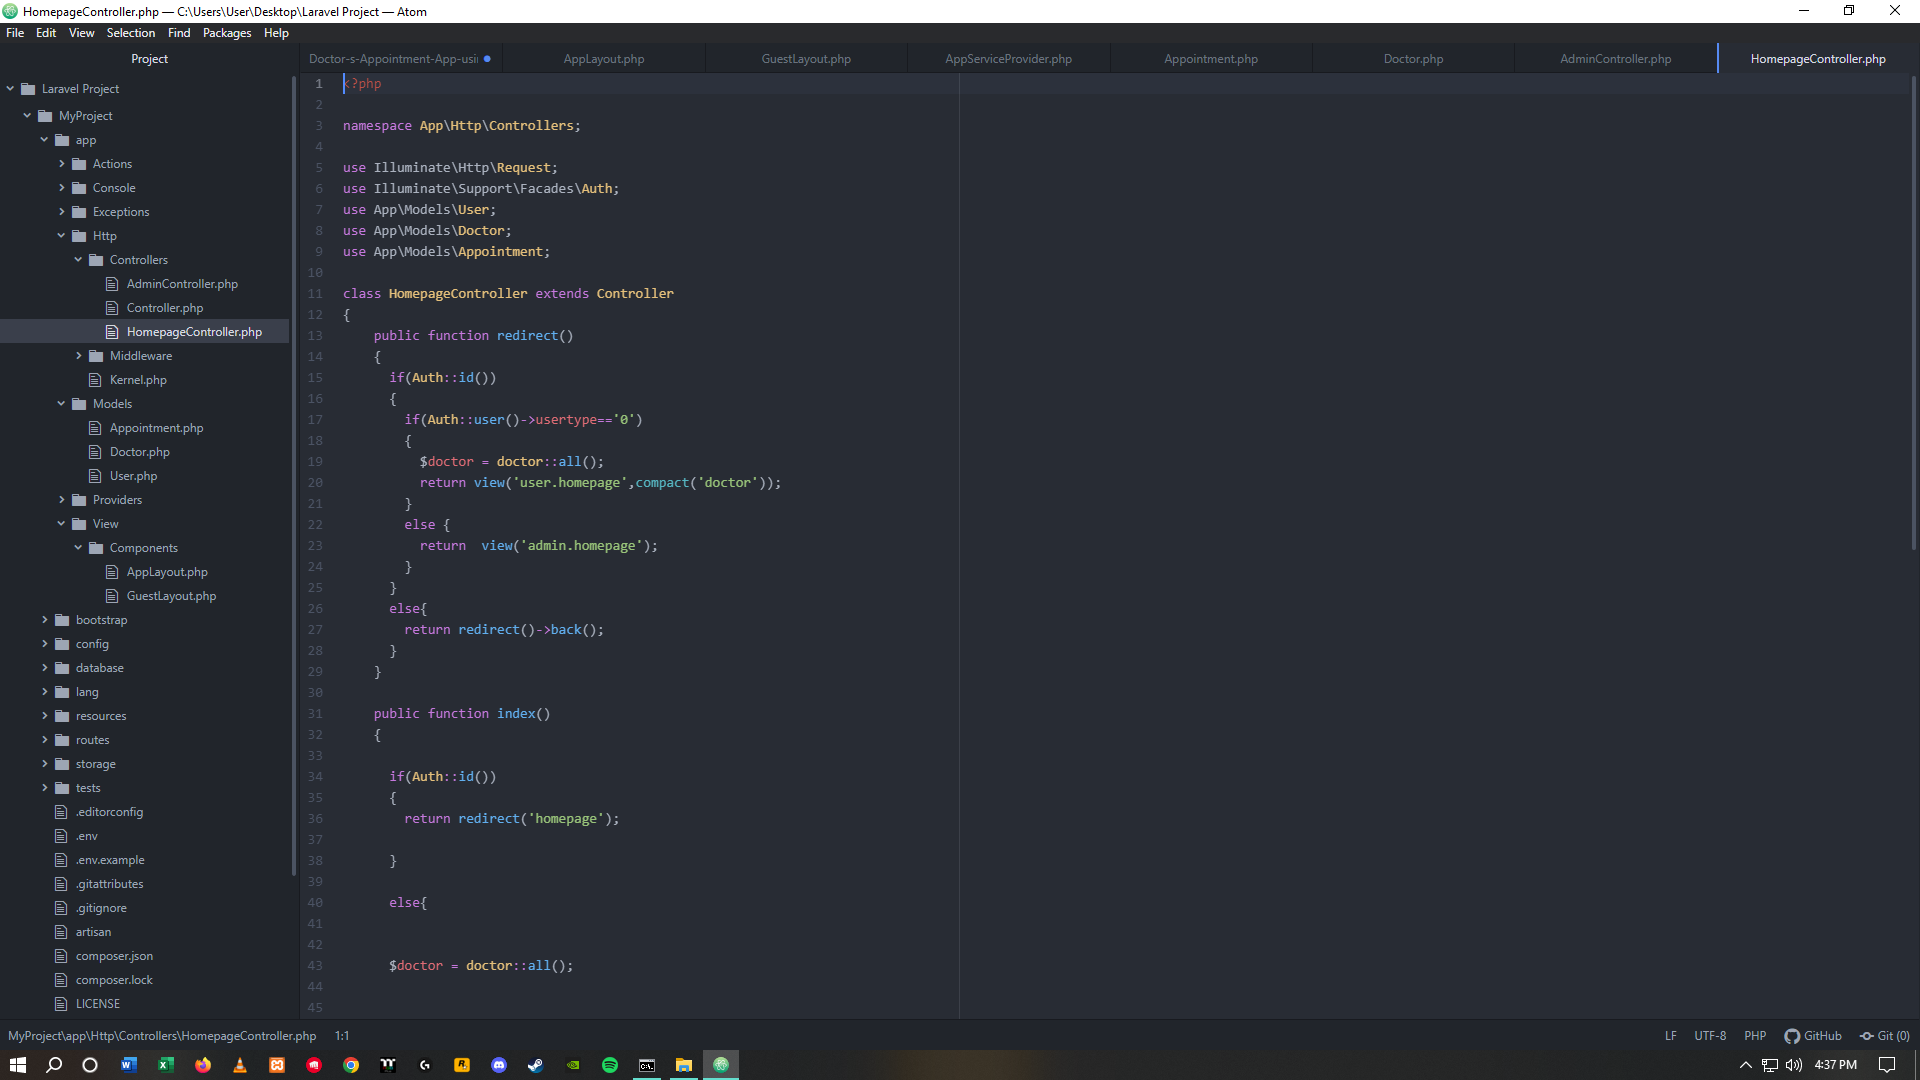 HomepageController.php — C:\Users\User\Desktop\Laravel Project — Atom
File Edit View Selection Find Packages Help
Project
Laravel Project
MyProject
app
Actions
Console
Exceptions
Http
Controllers
AdminController.php
Controller.php
HomepageController.php
Middleware
Kernel.php
Models
Appointment.php
Doctor.php
User.php
Providers
View
Components
AppLayout.php
GuestLayout.php
bootstrap
config
database
lang
resources
routes
storage
tests
.editorconfig
.env
.env.example
.gitattributes
.gitignore
artisan
composer.json
composer.lock
LICENSE
Doctor-s-Appointment-App-usi AppLayout.php GuestLayout.php AppServiceProvider.php Appointment.php Doctor.php AdminController.php HomepageController.php
1 <?php
2
3 namespace App\Http\Controllers;
4
5 use Illuminate\Http\Request;
6 use Illuminate\Support\Facades\Auth;
7 use App\Models\User;
8 use App\Models\Doctor;
9 use App\Models\Appointment;
10
11 class HomepageController extends Controller
12 {
13 public function redirect()
14 {
15 if(Auth::id())
16 {
17 if(Auth::user()->usertype=='0')
18 {
19 $doctor = doctor::all();
20 return view('user.homepage',compact('doctor'));
21 }
22 else {
23 return  view('admin.homepage');
24 }
25 }
26 else{
27 return redirect()->back();
28 }
29 }
30
31 public function index()
32 {
33
34 if(Auth::id())
35 {
36 return redirect('homepage');
37
38 }
39
40 else{
41
42
43 $doctor = doctor::all();
44
45
MyProject\app\Http\Controllers\HomepageController.php 1:1 LF UTF-8 PHP GitHub Git (0)
4:37 PM